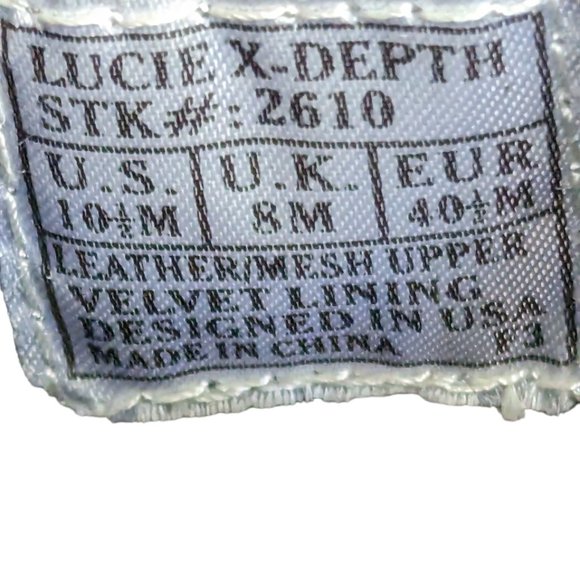 LUCIE X-DEPTH
STK#: 2610
U.S. U.K. EUR
10½M 8M 40½M
LEATHER/MESH UPPER
VELVET LINING
DESIGNED IN USA
MADE IN CHINA